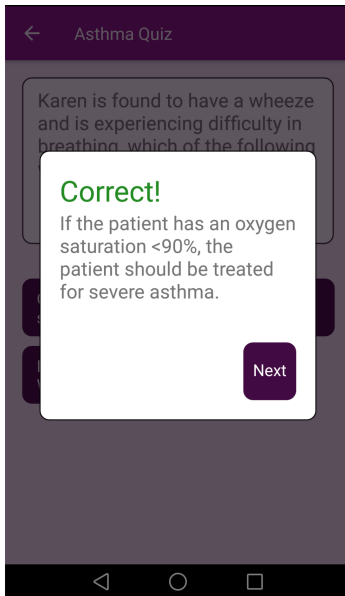 Asthma Quiz
Karen is found to have a wheeze
and is experiencing difficulty in
breathing, which of the following
Correct!
If the patient has an oxygen
saturation <90%, the
patient should be treated
for severe asthma.
Next